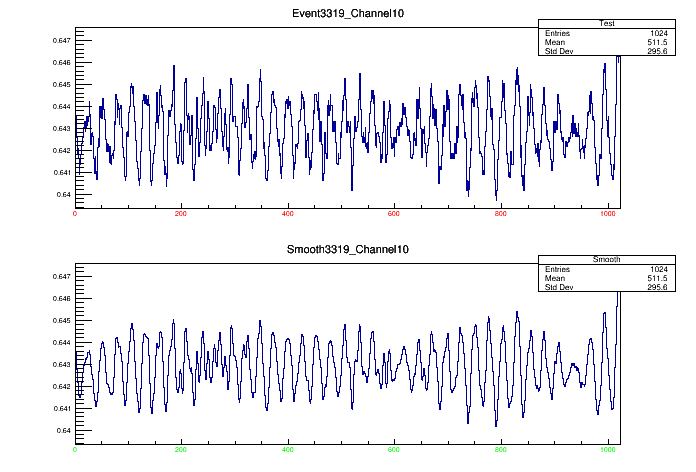 Event3319_Channel10
Test
Entries 1024
Mean 511.5
Std Dev 295.6
0.647
0.646
0.645
0.644
0.643
0.642
0.641
0.64
0 200 400 600 800 1000
Smooth3319_Channel10
Smooth
Entries 1024
Mean 511.5
Std Dev 295.6
0.647
0.646
0.645
0.644
0.643
0.642
0.641
0.64
0 200 400 600 800 1000